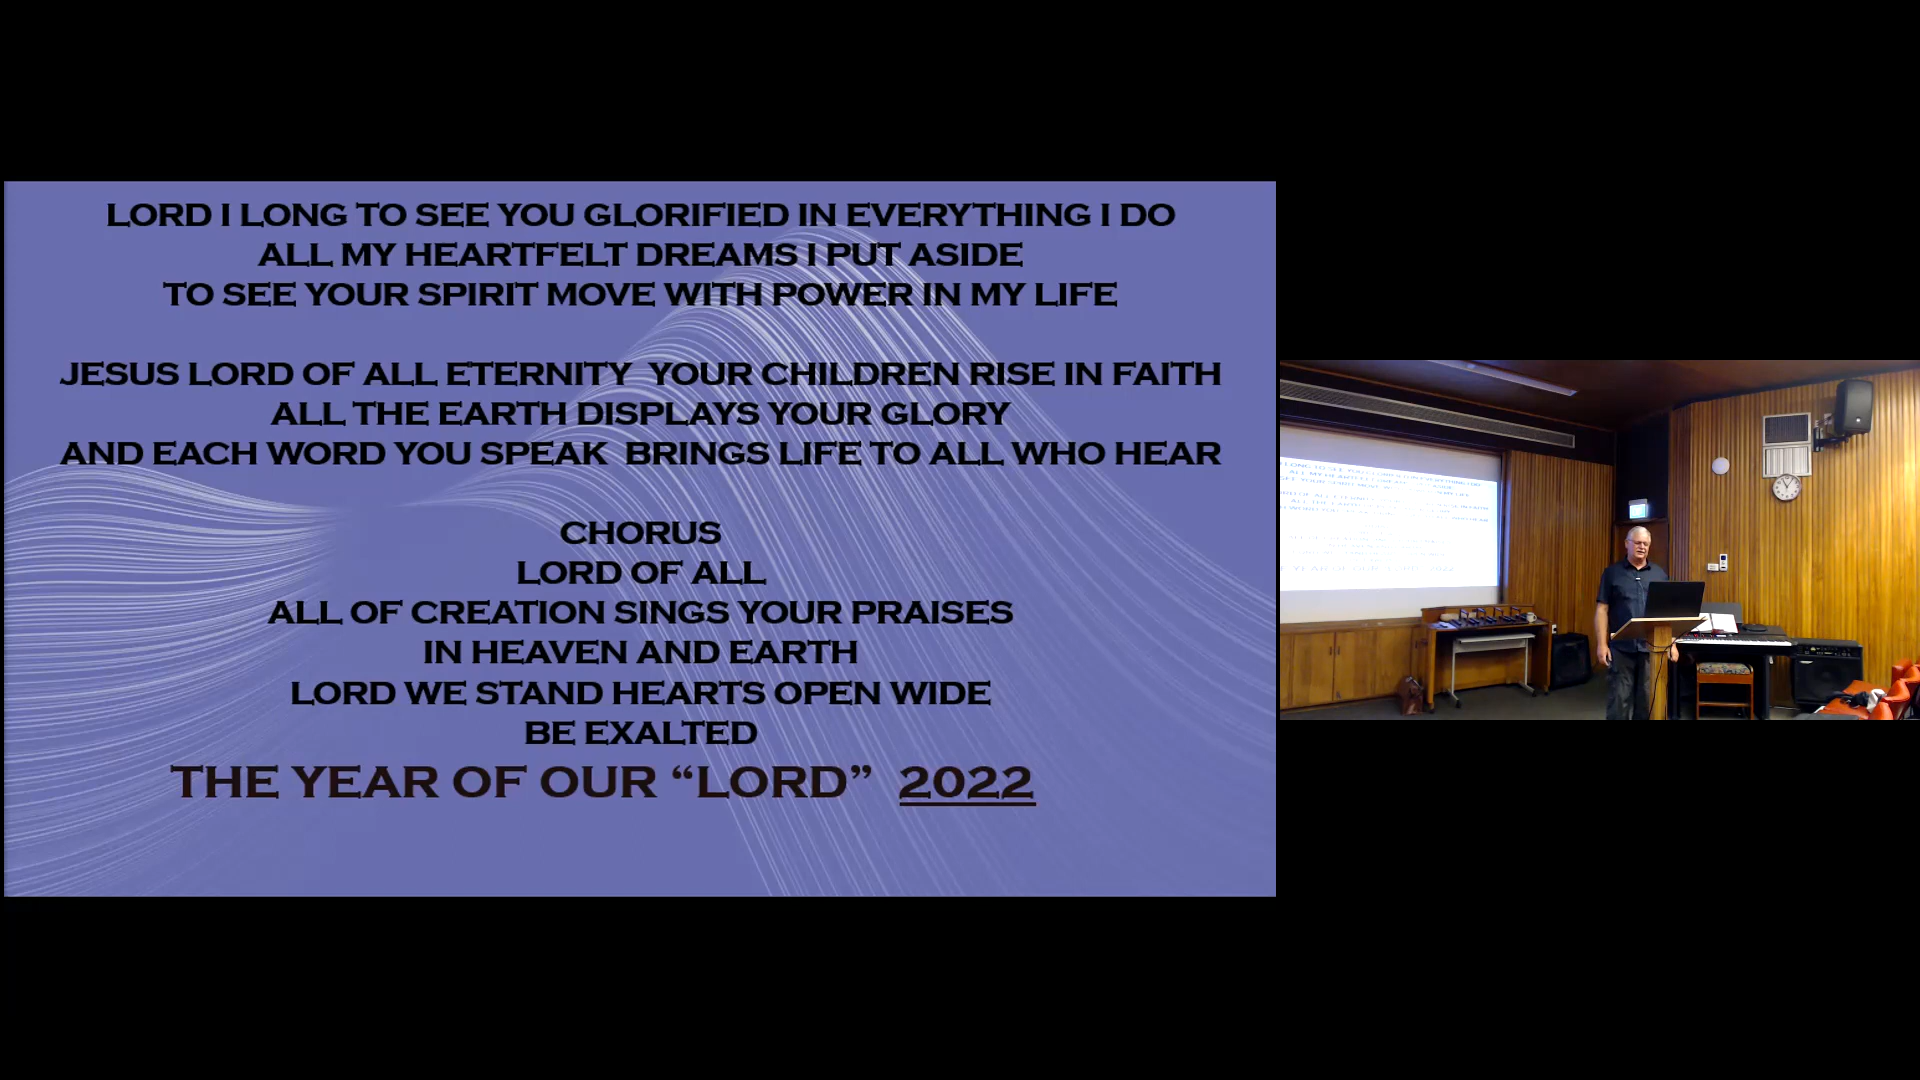 LORD I LONG TO SEE YOU GLORIFIED IN EVERYTHING I DO
ALL MY HEARTFELT DREAMS I PUT ASIDE
TO SEE YOUR SPIRIT MOVE WITH POWER IN MY LIFE
JESUS LORD OF ALL ETERNITY YOUR CHILDREN RISE IN FAITH
ALL THE EARTH DISPLAYS YOUR GLORY
AND EACH WORD YOU SPEAK BRINGS LIFE TO ALL WHO HEAR
CHORUS
LORD OF ALL
ALL OF CREATION SINGS YOUR PRAISES
IN HEAVEN AND EARTH
LORD WE STAND HEARTS OPEN WIDE
BE EXALTED
THE YEAR OF OUR “LORD” 2022